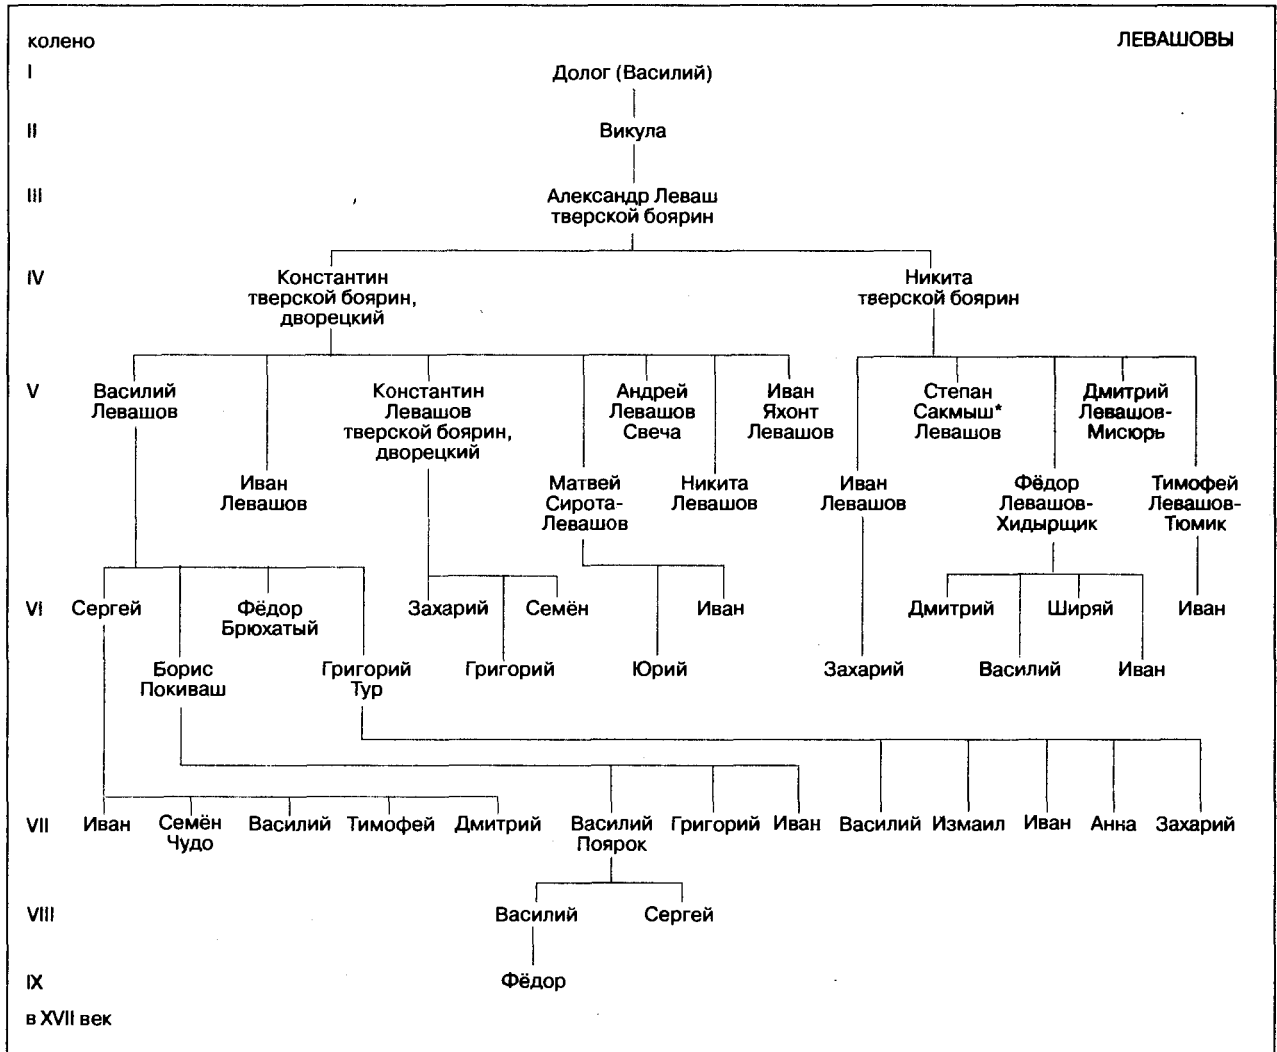 колено
ЛЕВАШОВЫ
I
Долог (Василий)
II
Викула
III
Александр Леваш
тверской боярин
IV
Константин
тверской боярин,
дворецкий
Никита
тверской боярин
V
Василий
Левашов
Иван
Левашов
Константин
Левашов
тверской боярин,
дворецкий
Матвей
Сирота-
Левашов
Андрей
Левашов
Свеча
Никита
Левашов
Иван
Яхонт
Левашов
Иван
Левашов
Степан
Сакмыш*
Левашов
Фёдор
Левашов-
Хидырщик
Дмитрий
Левашов-
Мисюрь
Тимофей
Левашов-
Тюмик
VI
Сергей
Борис
Покиваш
Фёдор
Брюхатый
Григорий
Тур
Захарий
Григорий
Семён
Юрий
Иван
Захарий
Дмитрий
Василий
Ширяй
Иван
Иван
VII
Иван
Семён
Чудо
Василий
Тимофей
Дмитрий
Василий
Поярок
Григорий
Иван
Василий
Измаил
Иван
Анна
Захарий
VIII
Василий
Сергей
IX
Фёдор
в XVII век